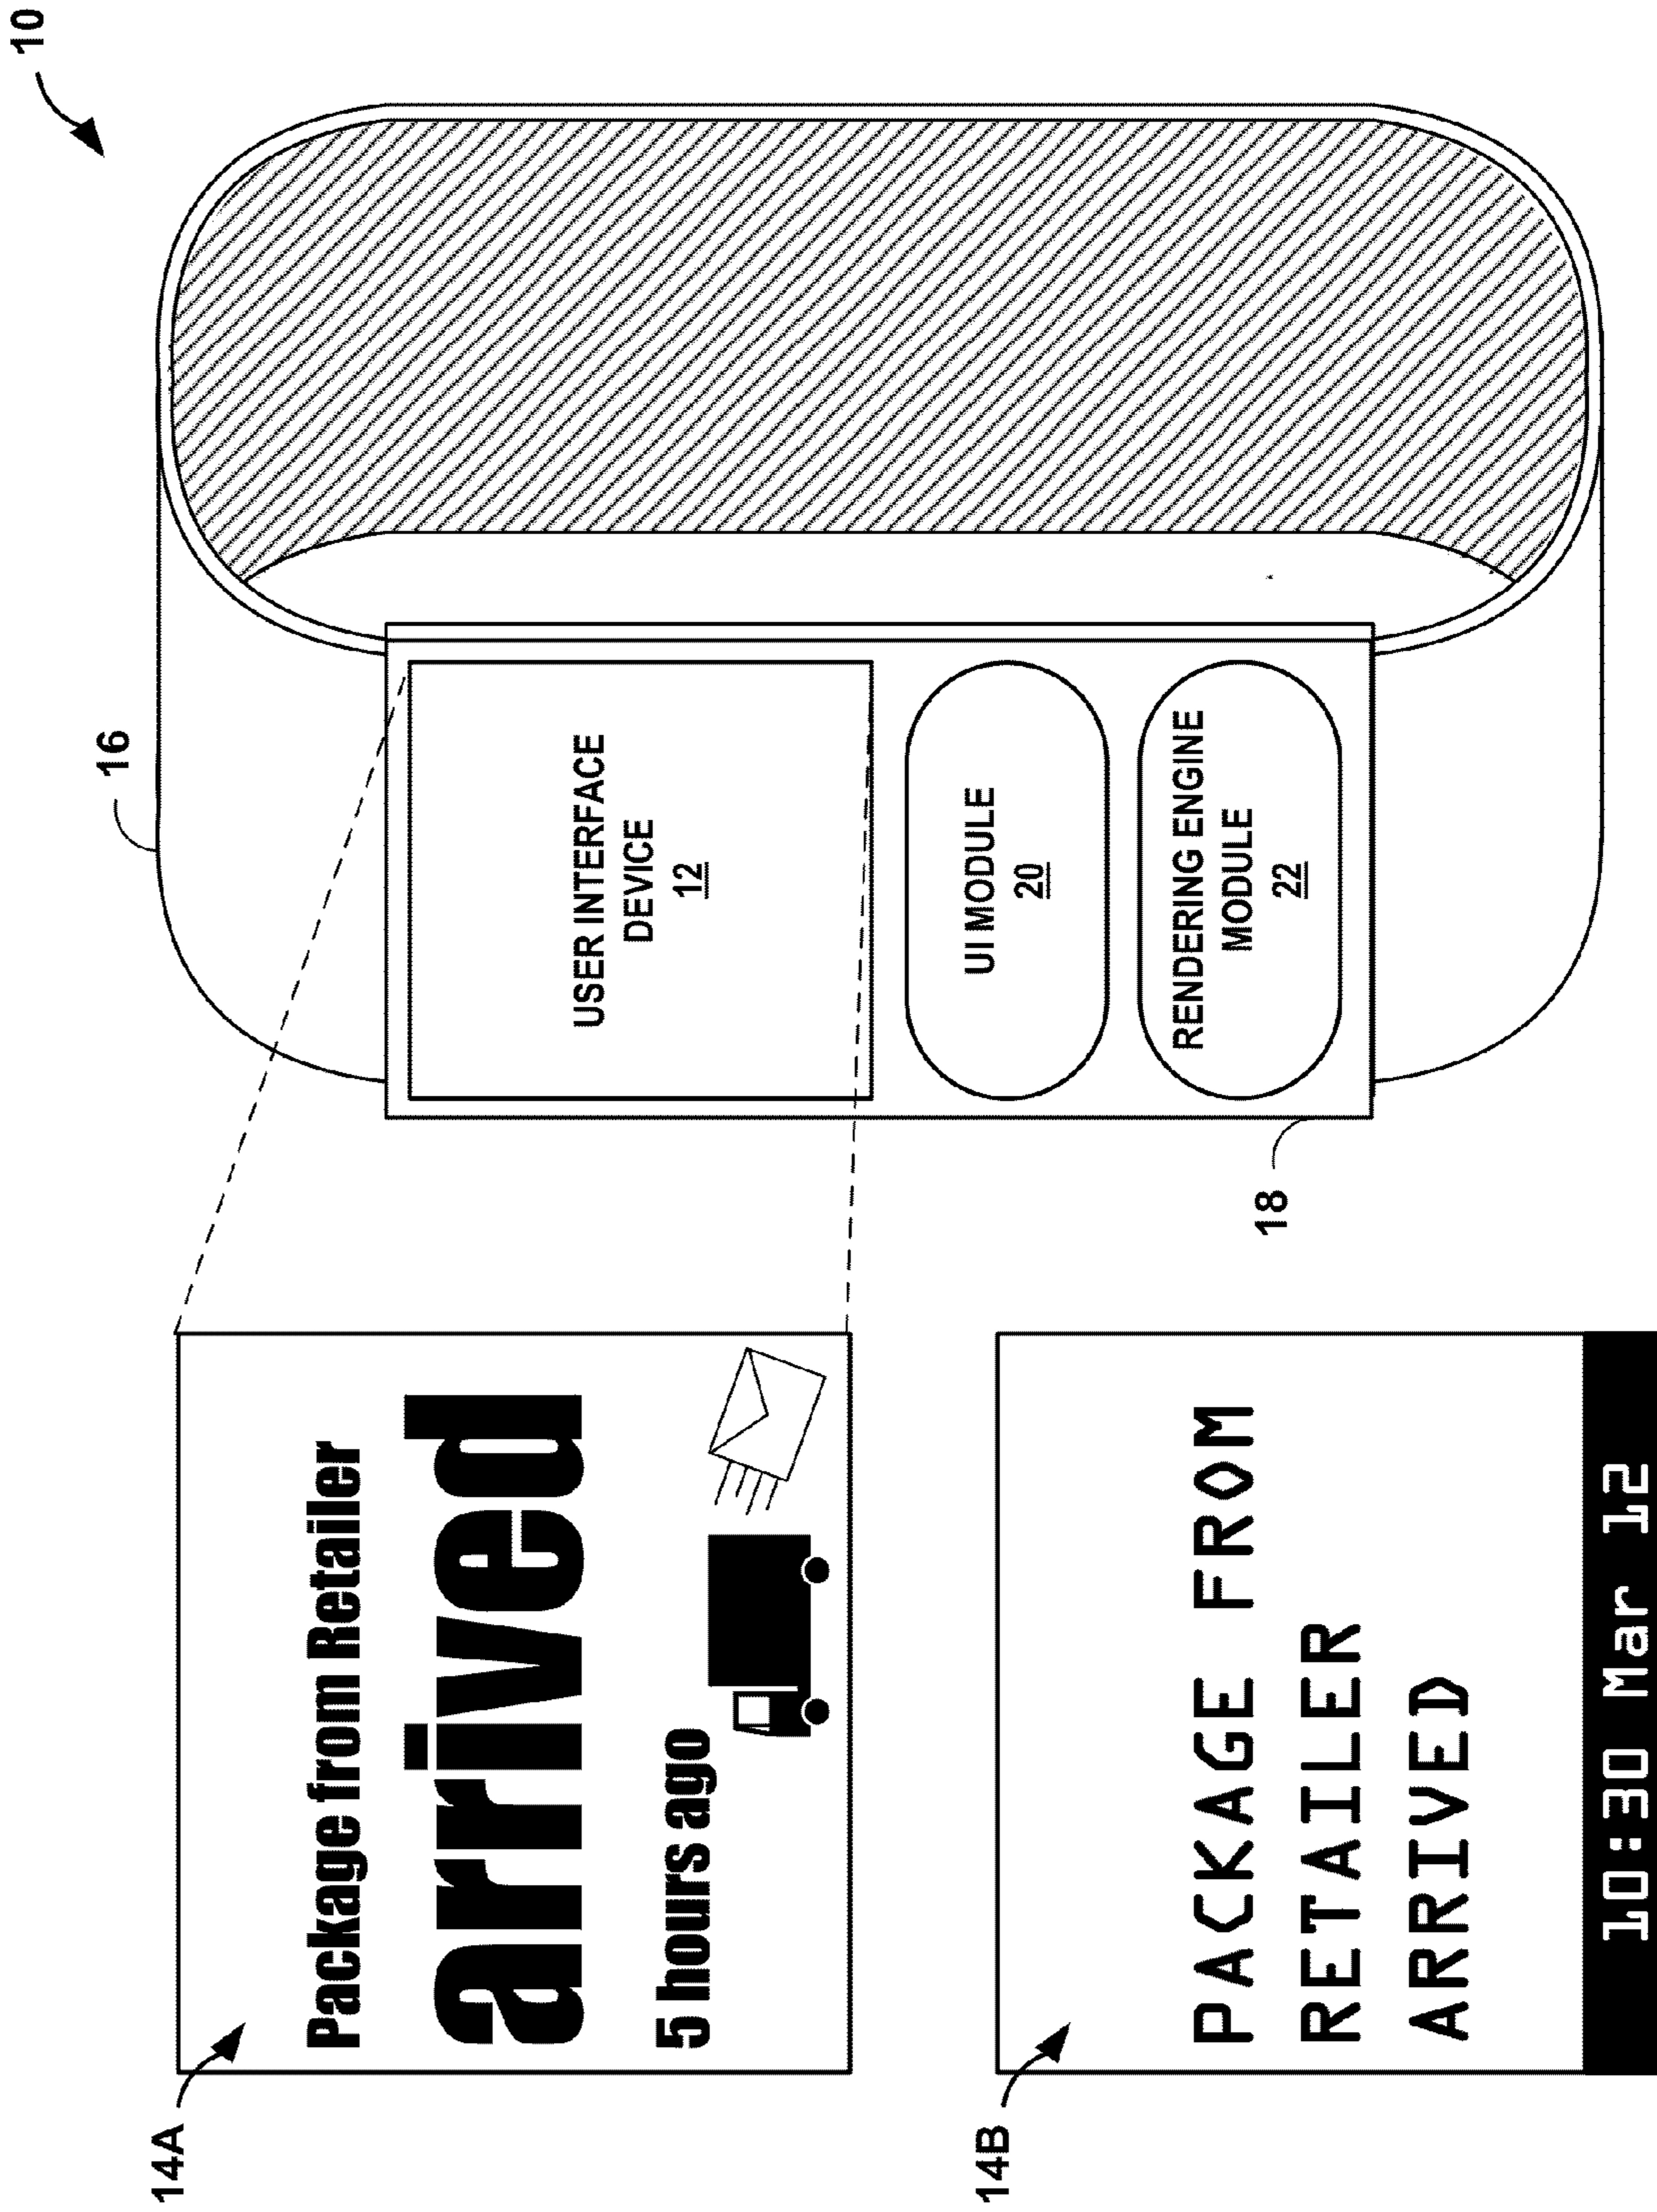 14A
Package from Retailer
arrived
5 hours ago
14B
PACKAGE FROM
RETAILER
ARRIVED
10:30 Mar 12
16
10
USER INTERFACE
DEVICE
12
UI MODULE
20
RENDERING ENGINE
MODULE
22
18